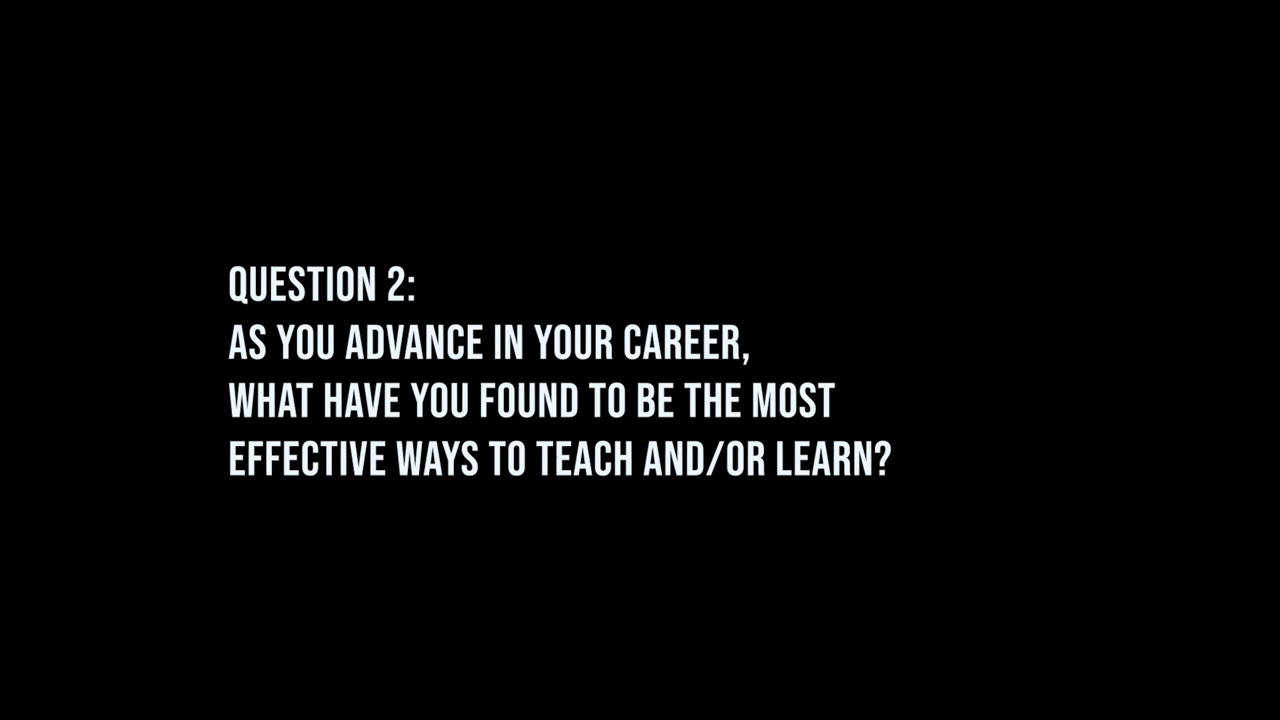 QUESTION 2:
AS YOU ADVANCE IN YOUR CAREER,
WHAT HAVE YOU FOUND TO BE THE MOST
EFFECTIVE WAYS TO TEACH AND/OR LEARN?